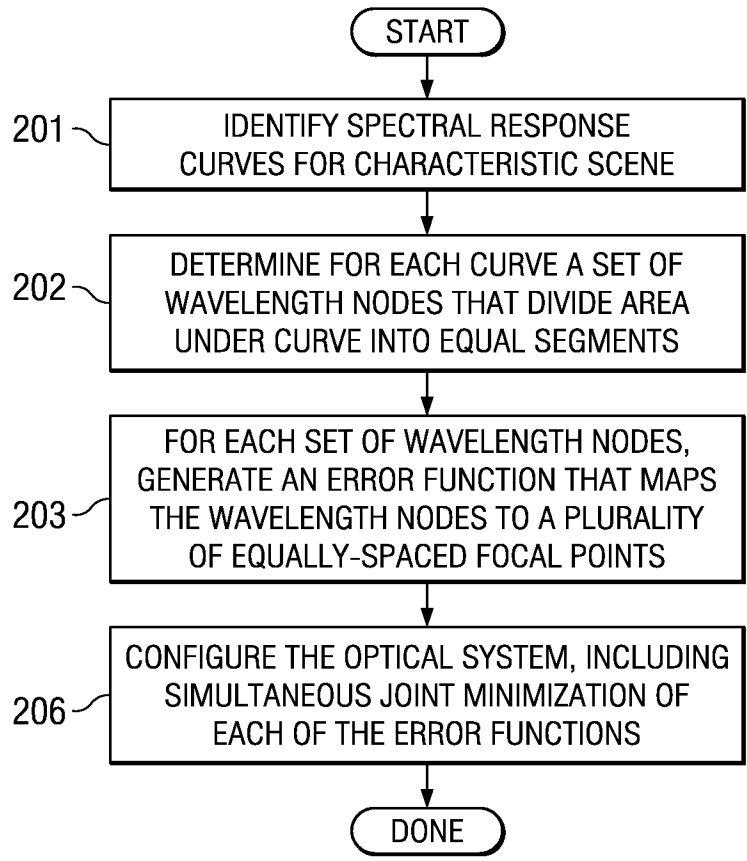 START
201
IDENTIFY SPECTRAL RESPONSE
CURVES FOR CHARACTERISTIC SCENE
202
DETERMINE FOR EACH CURVE A SET OF
WAVELENGTH NODES THAT DIVIDE AREA
UNDER CURVE INTO EQUAL SEGMENTS
203
FOR EACH SET OF WAVELENGTH NODES,
GENERATE AN ERROR FUNCTION THAT MAPS
THE WAVELENGTH NODES TO A PLURALITY
OF EQUALLY-SPACED FOCAL POINTS
206
CONFIGURE THE OPTICAL SYSTEM, INCLUDING
SIMULTANEOUS JOINT MINIMIZATION OF
EACH OF THE ERROR FUNCTIONS
DONE